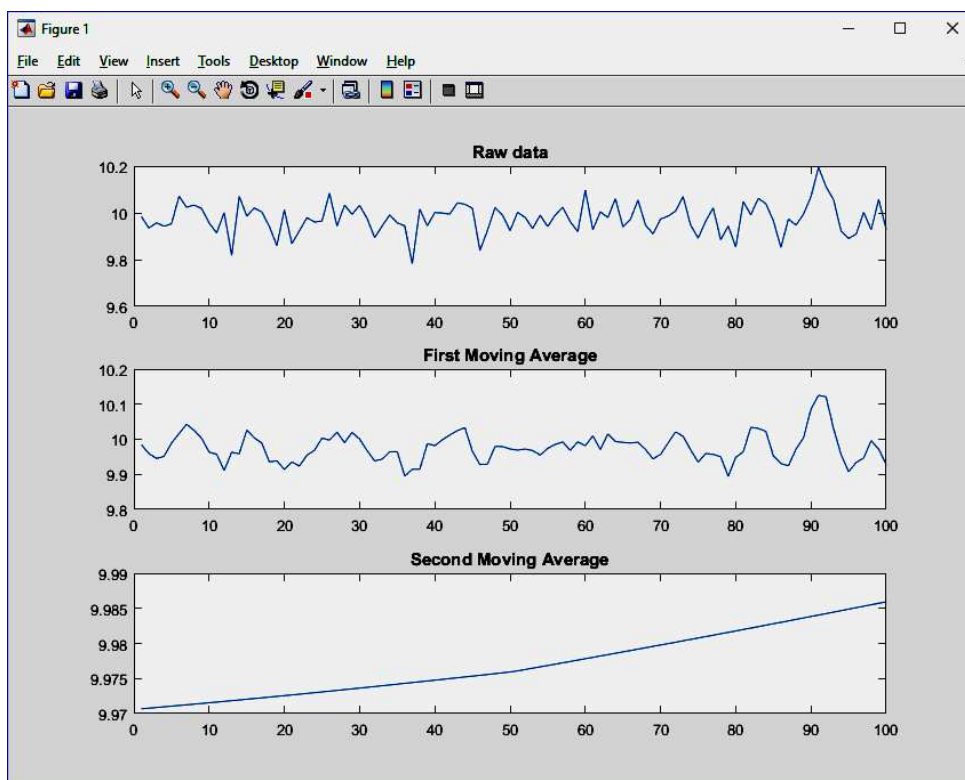 Figure 1
File Edit View Insert Tools Desktop Window Help
Raw data
10.2
10
9.8
9.6
0 10 20 30 40 50 60 70 80 90 100
First Moving Average
10.2
10.1
10
9.9
9.8
0 10 20 30 40 50 60 70 80 90 100
Second Moving Average
9.99
9.985
9.98
9.975
9.97
0 10 20 30 40 50 60 70 80 90 100